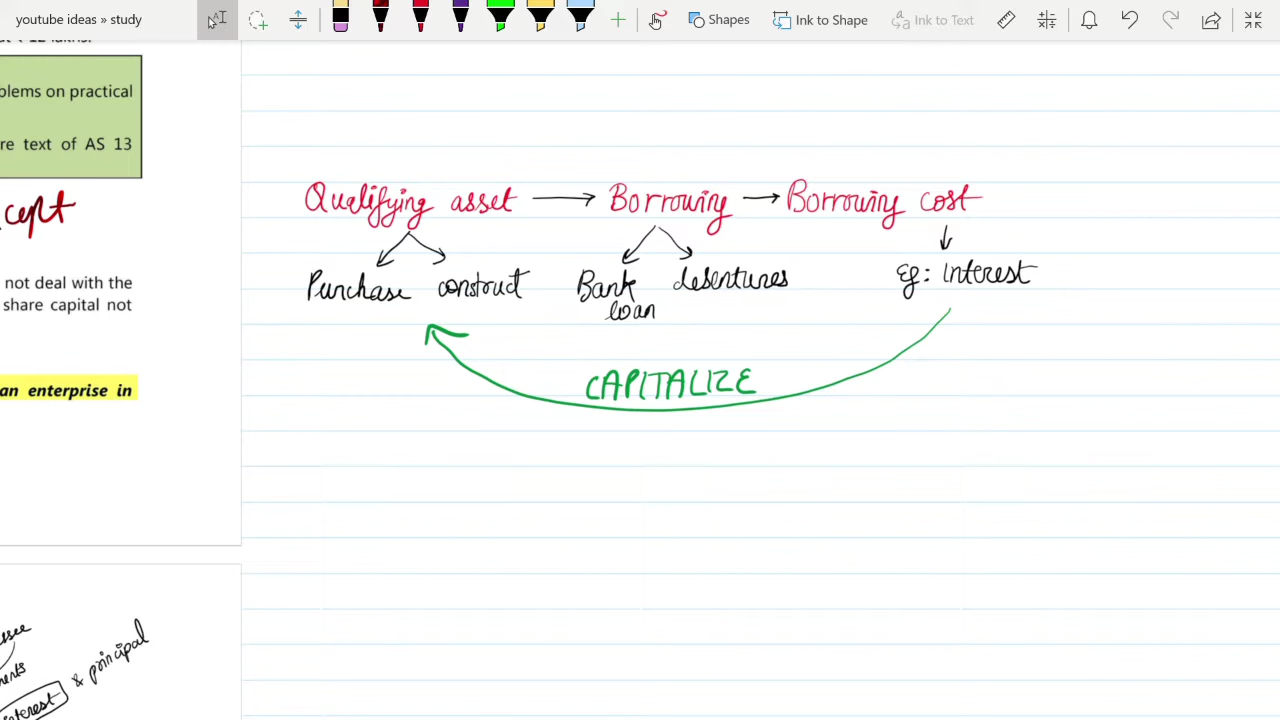 youtube ideas » study
Shapes
Ink to Shape
Ink to Text
blems on practical
re text of AS 13
cept
not deal with the
share capital not
an enterprise in
Qualifying asset → Borrowing → Borrowing cost
Purchase construct Bank loan debentures Eg: interest
CAPITALIZE
& principal
interest